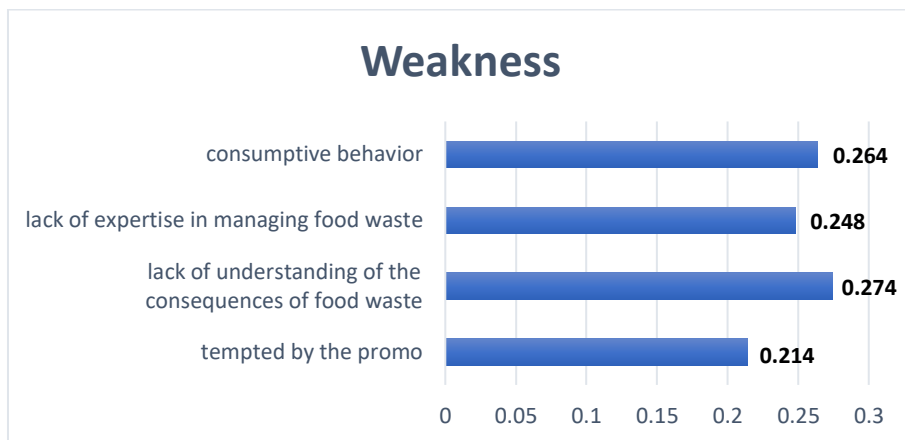 Weakness
consumptive behavior
0.264
lack of expertise in managing food waste
0.248
lack of understanding of the
consequences of food waste
0.274
tempted by the promo
0.214
0 0.05 0.1 0.15 0.2 0.25 0.3